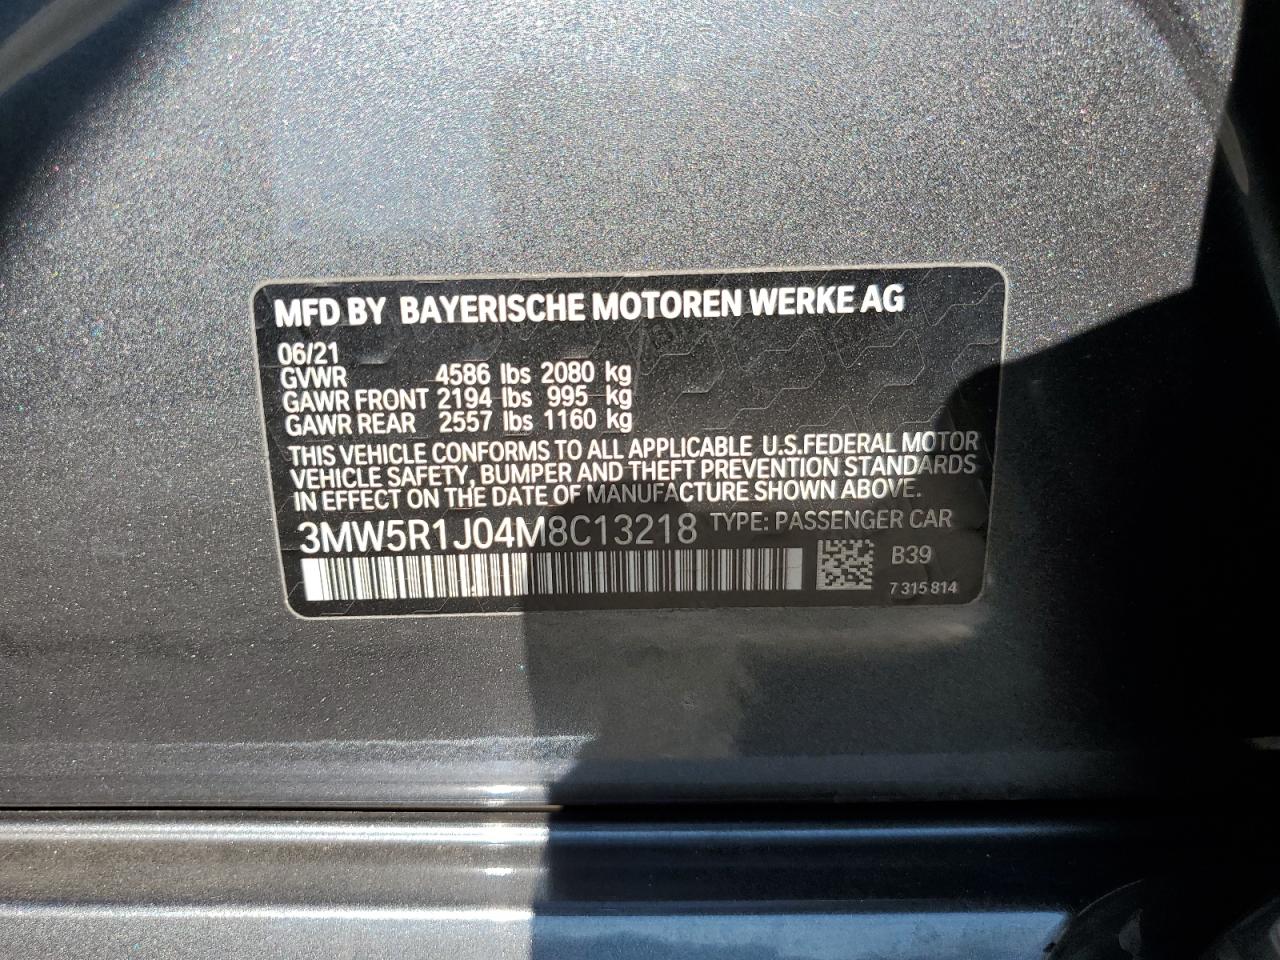 MFD BY BAYERISCHE MOTOREN WERKE AG
06/21
GVWR 4586 lbs 2080 kg
GAWR FRONT 2194 lbs 995 kg
GAWR REAR 2557 lbs 1160 kg
THIS VEHICLE CONFORMS TO ALL APPLICABLE U.S.FEDERAL MOTOR
VEHICLE SAFETY, BUMPER AND THEFT PREVENTION STANDARDS
IN EFFECT ON THE DATE OF MANUFACTURE SHOWN ABOVE.
3MW5R1J04M8C13218 TYPE: PASSENGER CAR
B39
7 315 814